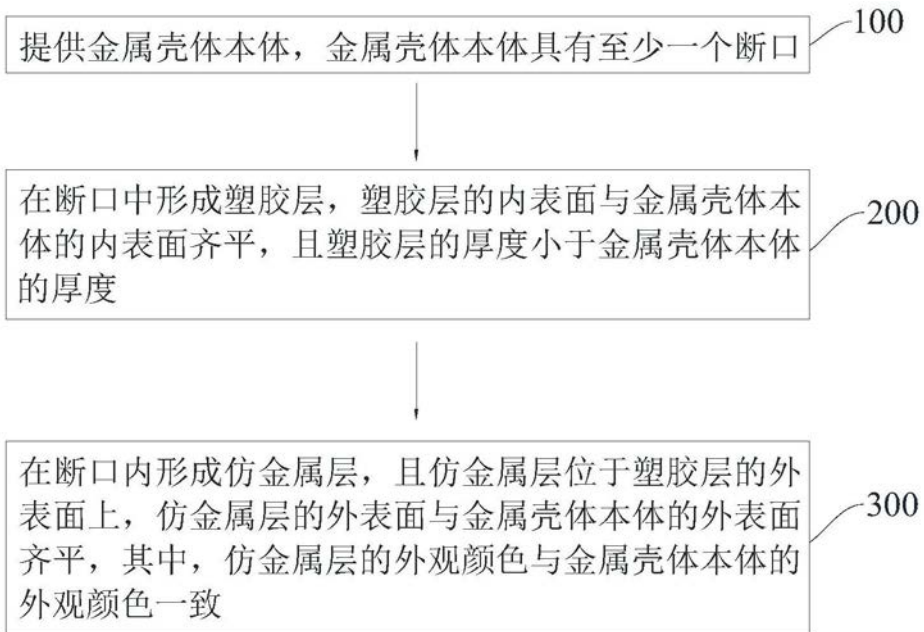 提供金属壳体本体，金属壳体本体具有至少一个断口
100
在断口中形成塑胶层，塑胶层的内表面与金属壳体本
体的内表面齐平，且塑胶层的厚度小于金属壳体本体
的厚度
200
在断口内形成仿金属层，且仿金属层位于塑胶层的外
表面上，仿金属层的外表面与金属壳体本体的外表面
齐平，其中，仿金属层的外观颜色与金属壳体本体的
外观颜色一致
300